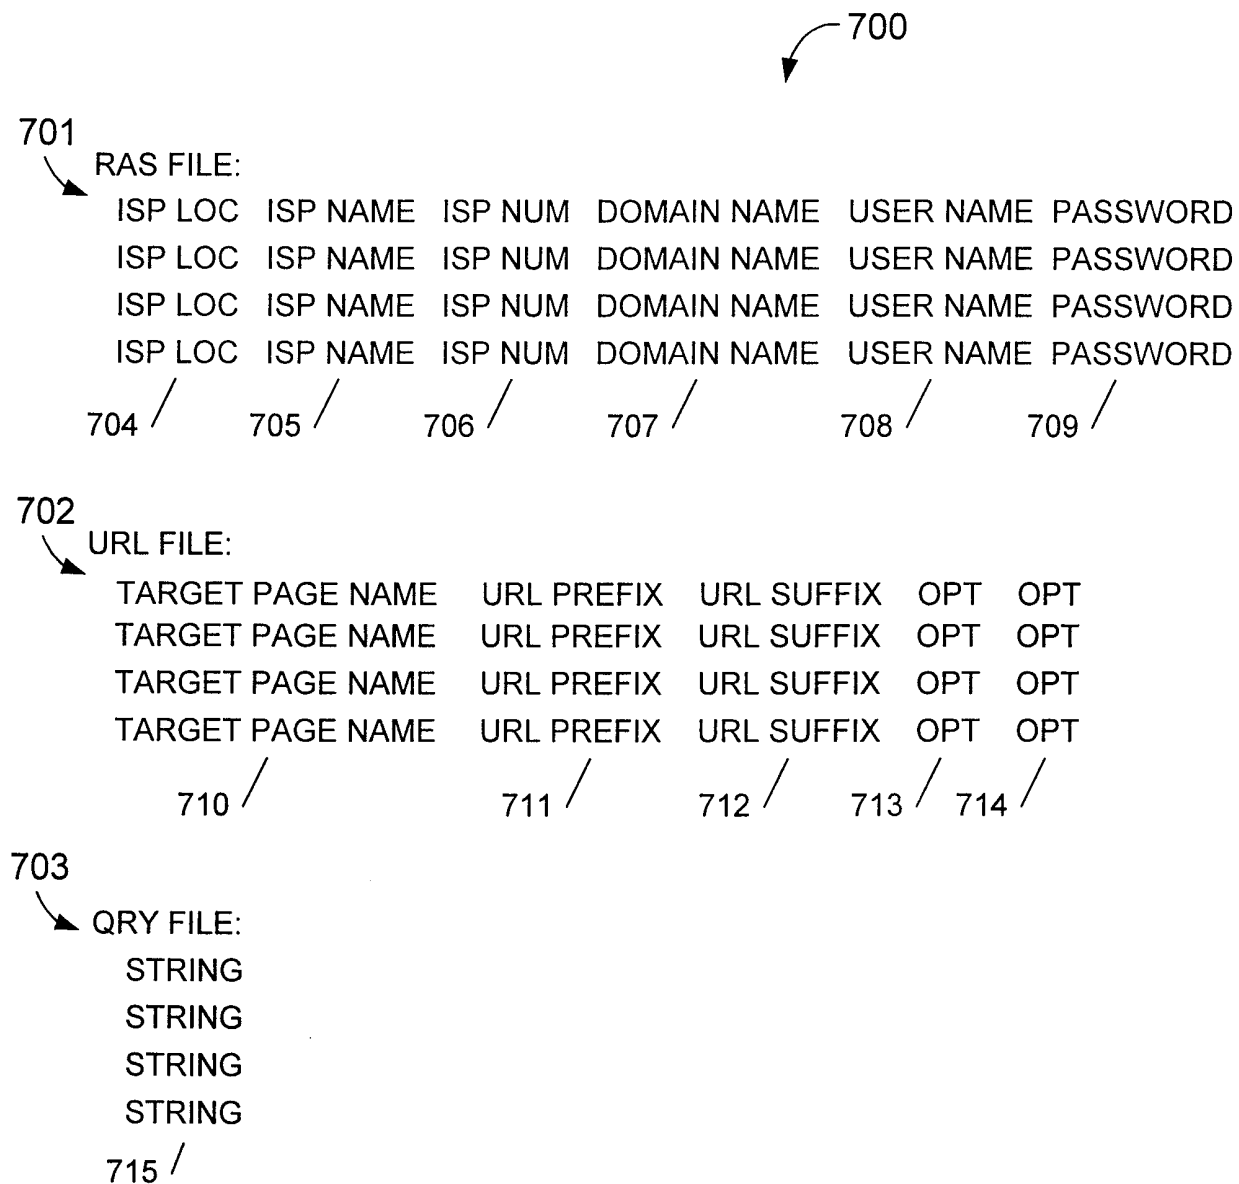 700
701
RAS FILE:
ISP LOC ISP NAME ISP NUM DOMAIN NAME USER NAME PASSWORD
ISP LOC ISP NAME ISP NUM DOMAIN NAME USER NAME PASSWORD
ISP LOC ISP NAME ISP NUM DOMAIN NAME USER NAME PASSWORD
ISP LOC ISP NAME ISP NUM DOMAIN NAME USER NAME PASSWORD
704 705 706 707 708 709
702
URL FILE:
TARGET PAGE NAME URL PREFIX URL SUFFIX OPT OPT
TARGET PAGE NAME URL PREFIX URL SUFFIX OPT OPT
TARGET PAGE NAME URL PREFIX URL SUFFIX OPT OPT
TARGET PAGE NAME URL PREFIX URL SUFFIX OPT OPT
710 711 712 713 714
703
QRY FILE:
STRING
STRING
STRING
STRING
715